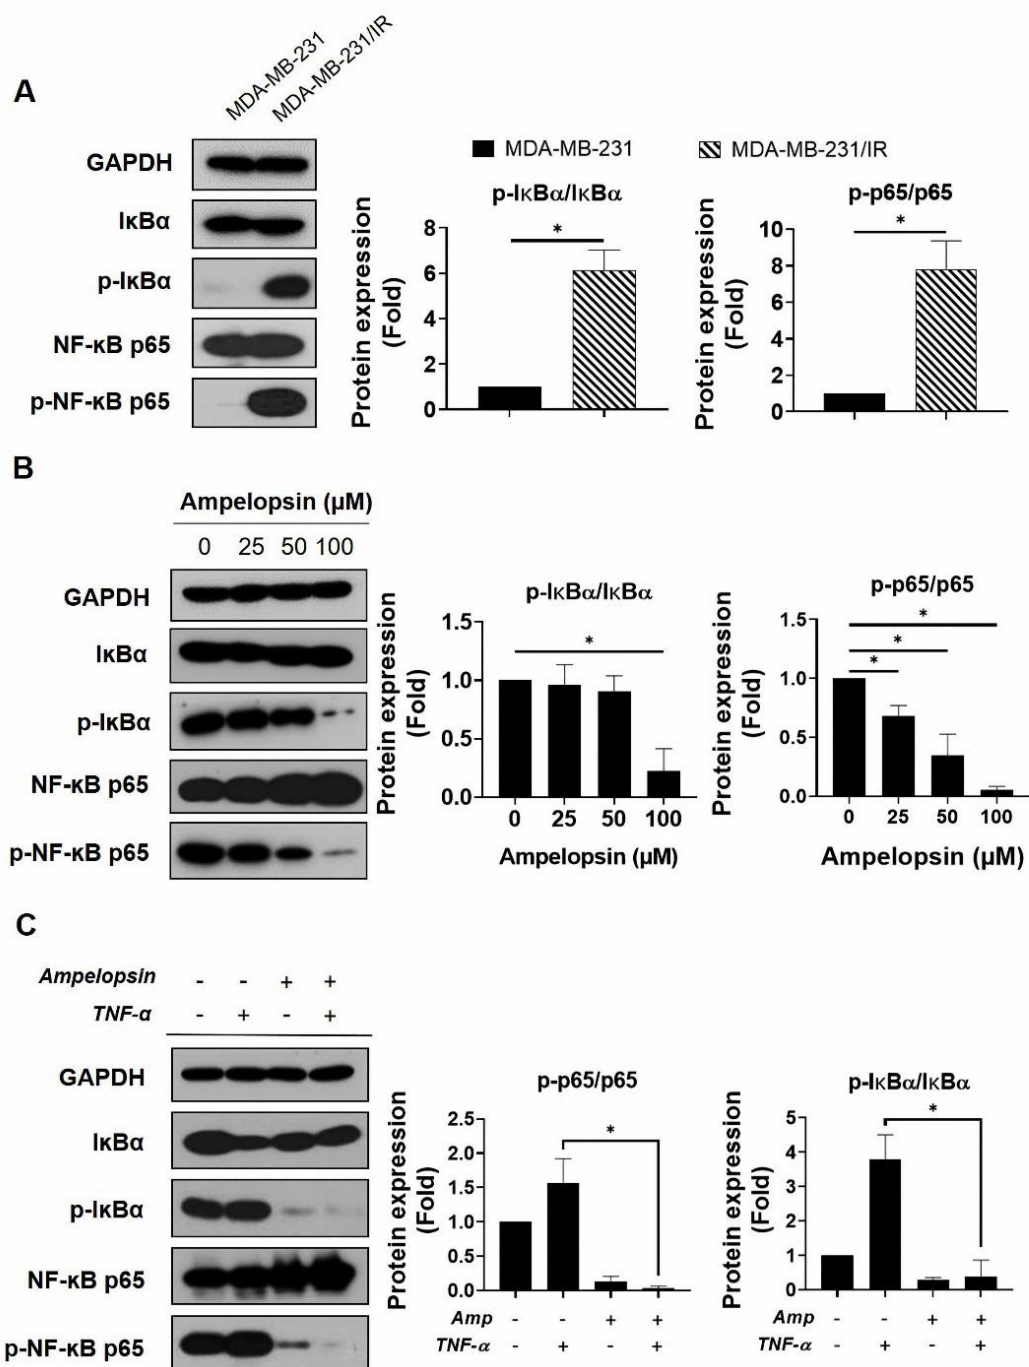 A
MDA-MB-231
MDA-MB-231/IR
GAPDH
IκBα
p-IκBα
NF-κB p65
p-NF-κB p65
MDA-MB-231
MDA-MB-231/IR
p-IκBα/IκBα
Protein expression
(Fold)
8
6
4
2
0
*
p-p65/p65
Protein expression
(Fold)
10
8
6
4
2
0
*
B
Ampelopsin (µM)
0 25 50 100
GAPDH
IκBα
p-IκBα
NF-κB p65
p-NF-κB p65
p-IκBα/IκBα
Protein expression
(Fold)
1.5
1.0
0.5
0.0
*
0 25 50 100
Ampelopsin (µM)
p-p65/p65
Protein expression
(Fold)
1.5
1.0
0.5
0.0
*
*
*
0 25 50 100
Ampelopsin (µM)
C
Ampelopsin - - + +
TNF-α - + - +
GAPDH
IκBα
p-IκBα
NF-κB p65
p-NF-κB p65
p-p65/p65
Protein expression
(Fold)
2.5
2.0
1.5
1.0
0.5
0.0
*
Amp - - + +
TNF-α - + - +
p-IκBα/IκBα
Protein expression
(Fold)
5
4
3
2
1
0
*
Amp - - + +
TNF-α - + - +